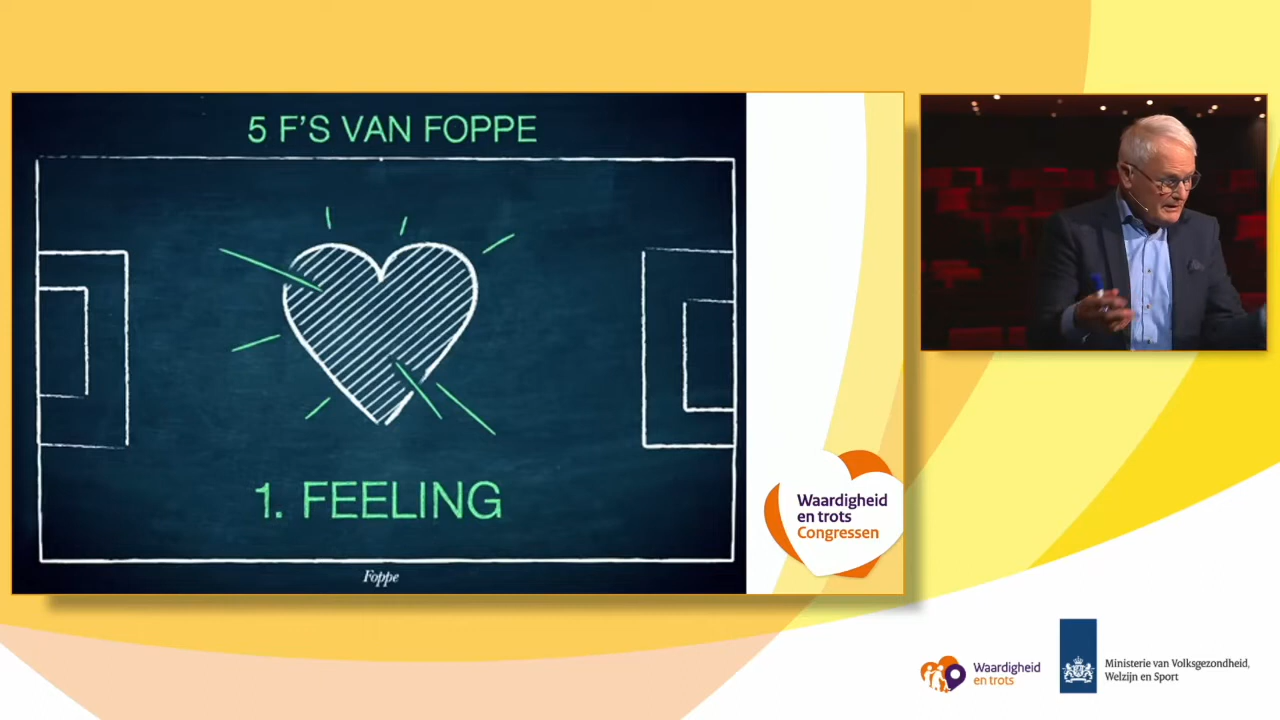 5 F'S VAN FOPPE
1. FEELING
Foppe
Waardigheid
en trots
Congressen
Waardigheid
en trots
Ministerie van Volksgezondheid,
Welzijn en Sport